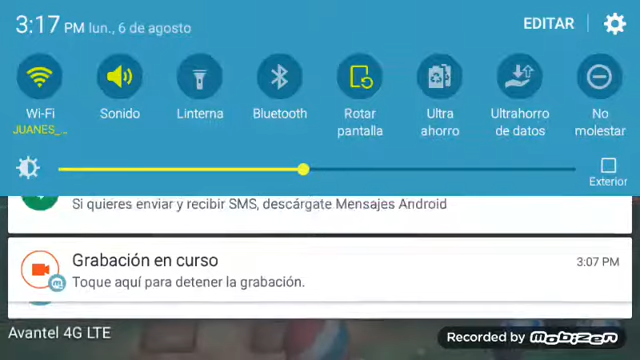 3:17 PM lun., 6 de agosto
EDITAR
Wi-Fi
JUANES_...
Sonido
Linterna
Bluetooth
Rotar
pantalla
Ultra
ahorro
Ultrahorro
de datos
No
molestar
Exterior
Si quieres enviar y recibir SMS, descárgate Mensajes Android
Grabación en curso
3:07 PM
Toque aquí para detener la grabación.
Avantel 4G LTE
Recorded by mobizen